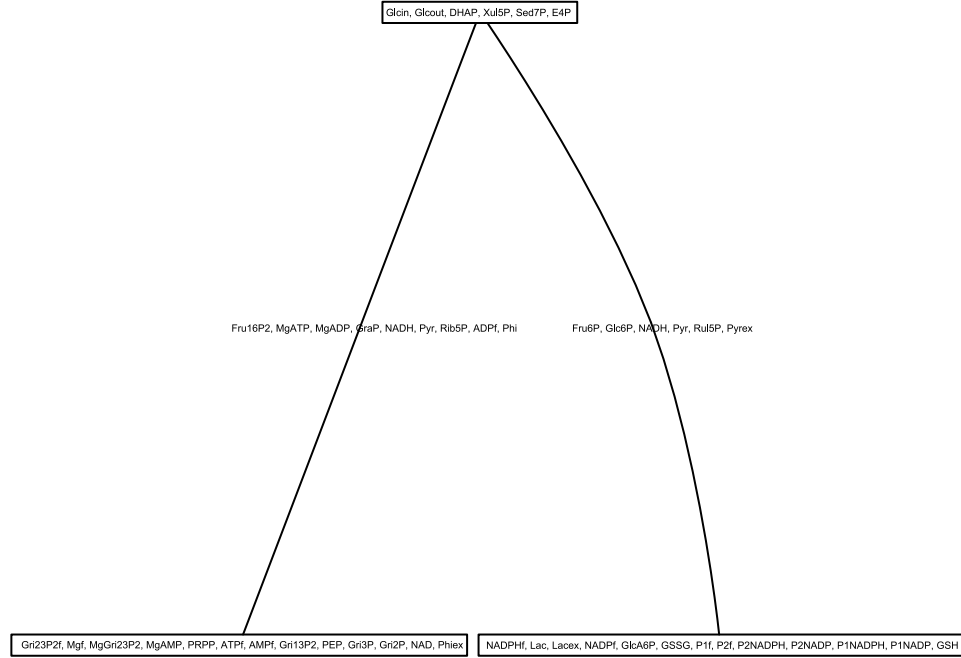 Glcin, Glcout, DHAP, Xul5P, Sed7P, E4P
Fru16P2, MgATP, MgADP, GraP, NADH, Pyr, Rib5P, ADPf, Phi
Fru6P, Glc6P, NADH, Pyr, Rul5P, Pyrex
Gri23P2f, Mgf, MgGri23P2, MgAMP, PRPP, ATPf, AMPf, Gri13P2, PEP, Gri3P, Gri2P, NAD, Phiex
NADPHf, Lac, Lacex, NADPf, GlcA6P, GSSG, P1f, P2f, P2NADPH, P2NADP, P1NADPH, P1NADP, GSH